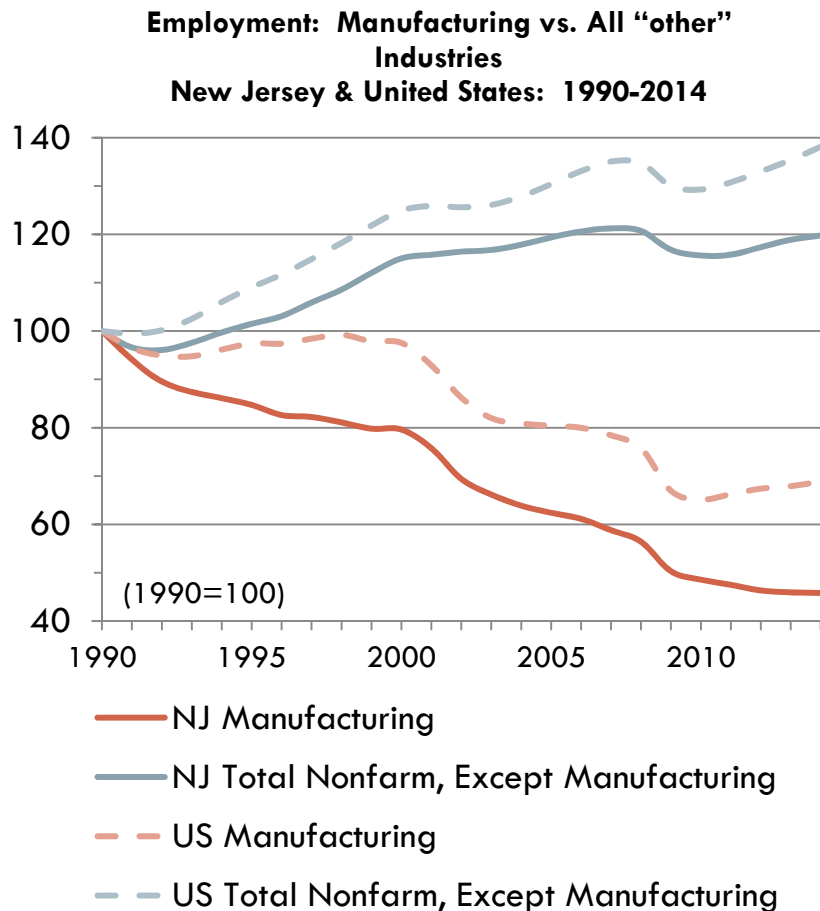 Employment: Manufacturing vs. All “other”
Industries
New Jersey & United States: 1990-2014
140
120
100
80
60
40
(1990=100)
1990 1995 2000 2005 2010
NJ Manufacturing
NJ Total Nonfarm, Except Manufacturing
US Manufacturing
US Total Nonfarm, Except Manufacturing